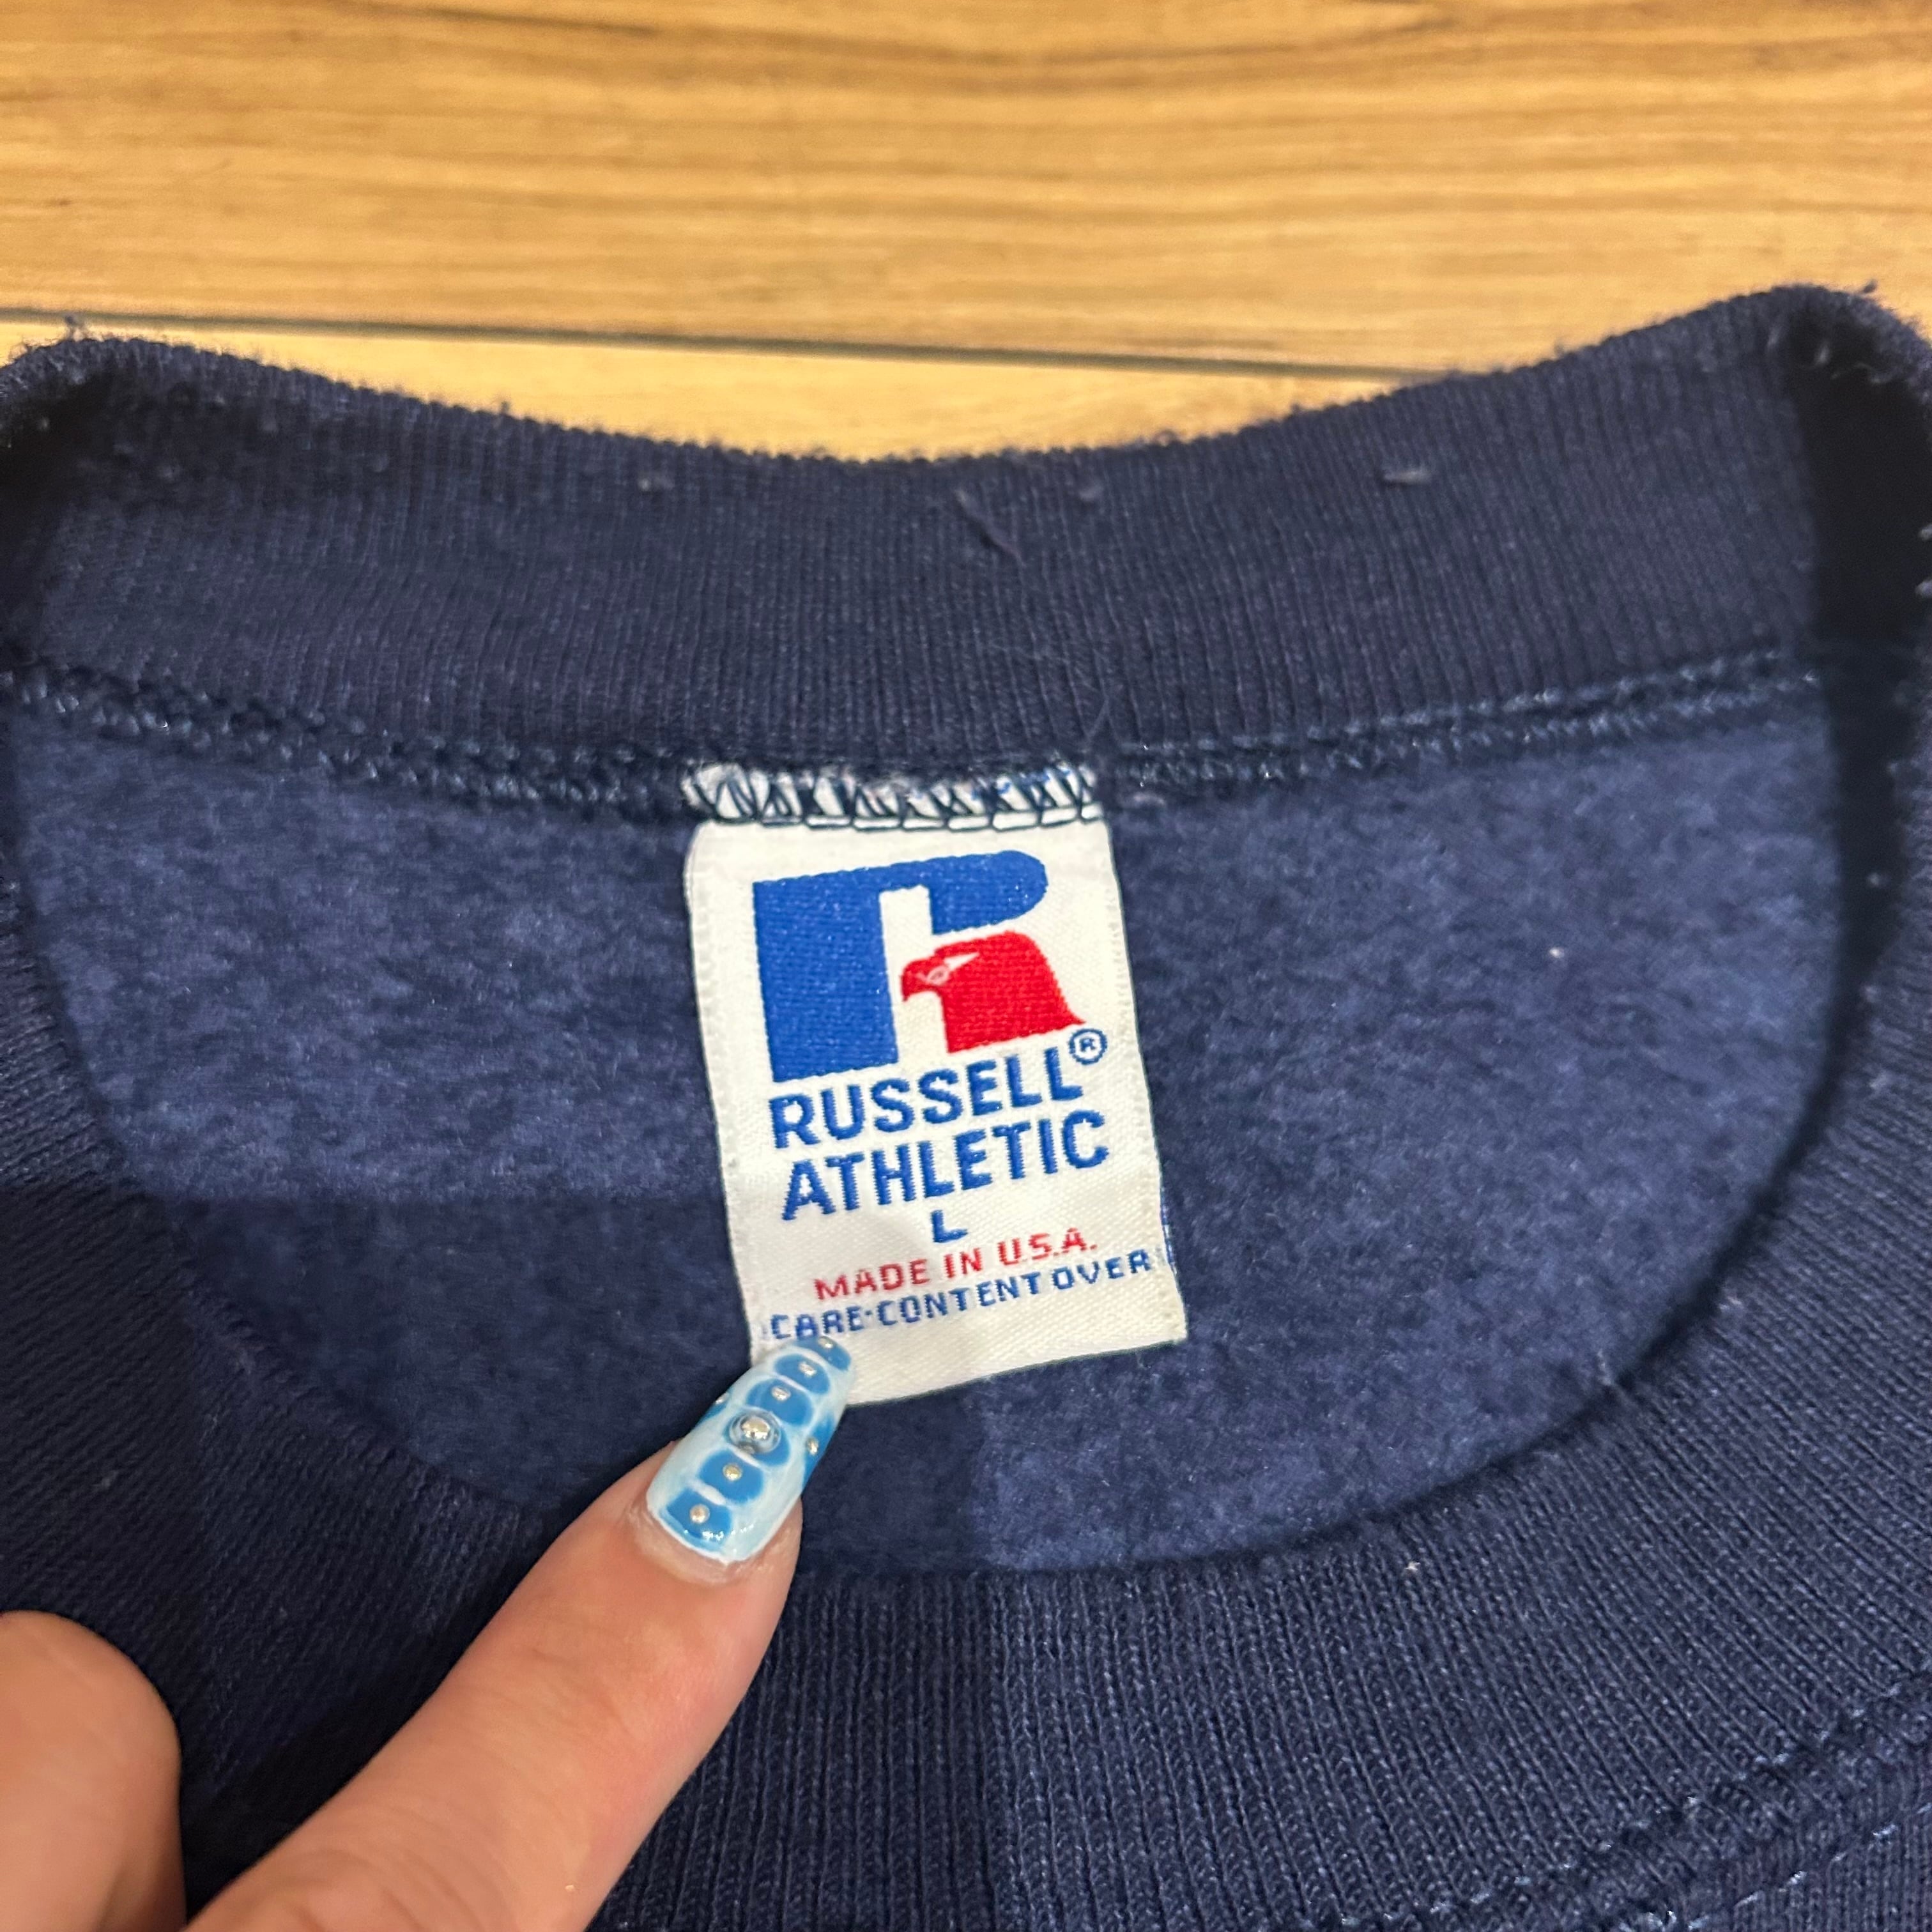 RUSSELL®
ATHLETIC
L
MADE IN U.S.A.
CARE·CONTENT OVER